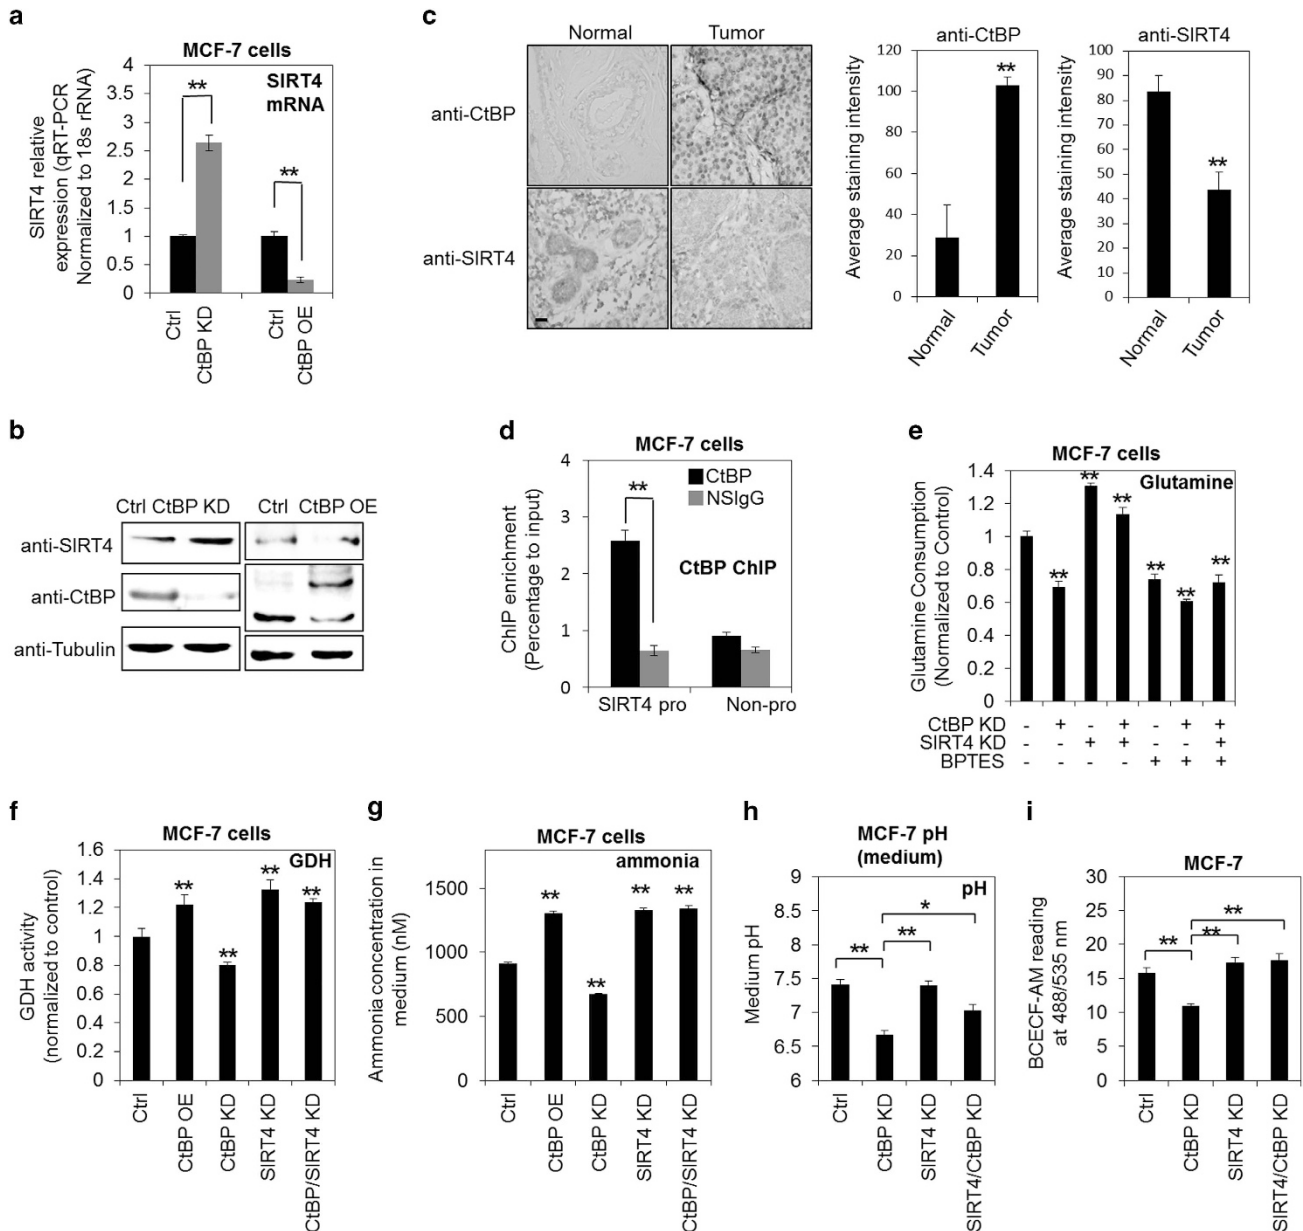 a
MCF-7 cells
SIRT4 relative
expression (qRT-PCR
Normalized to 18s rRNA)
4
3.5
3
2.5
2
1.5
1
0.5
0
**
**
SIRT4
mRNA
Ctrl
CtBP KD
Ctrl
CtBP OE
b
Ctrl CtBP KD
Ctrl CtBP OE
anti-SIRT4
anti-CtBP
anti-Tubulin
c
Normal
Tumor
anti-CtBP
anti-SIRT4
anti-CtBP
Average staining intensity
120
100
80
60
40
20
0
**
Normal
Tumor
anti-SIRT4
Average staining intensity
100
90
80
70
60
50
40
30
20
10
0
**
Normal
Tumor
d
MCF-7 cells
ChIP enrichment
(Percentage to input)
4
3
2
1
0
CtBP
NSIgG
**
CtBP ChIP
SIRT4 pro
Non-pro
e
MCF-7 cells
Glutamine
Glutamine Consumption
(Normalized to Control)
1.4
1.2
1
0.8
0.6
0.4
0.2
0
**
**
**
**
**
**
CtBP KD - + - + - + +
SIRT4 KD - - + + - - +
BPTES - - - - + + +
f
MCF-7 cells
GDH
GDH activity
(normalized to control)
1.6
1.4
1.2
1
0.8
0.6
0.4
0.2
0
**
**
**
**
Ctrl
CtBP OE
CtBP KD
SIRT4 KD
CtBP/SIRT4 KD
g
MCF-7 cells
ammonia
Ammonia concentration in
medium (nM)
1500
1000
500
0
**
**
**
**
Ctrl
CtBP OE
CtBP KD
SIRT4 KD
CtBP/SIRT4 KD
h
MCF-7 pH
(medium)
pH
Medium pH
9
8.5
8
7.5
7
6.5
6
*
**
**
Ctrl
CtBP KD
SIRT4 KD
SIRT4/CtBP KD
i
MCF-7
BCECF-AM reading
at 488/535 nm
30
25
20
15
10
5
0
**
**
**
Ctrl
CtBP KD
SIRT4 KD
SIRT4/CtBP KD